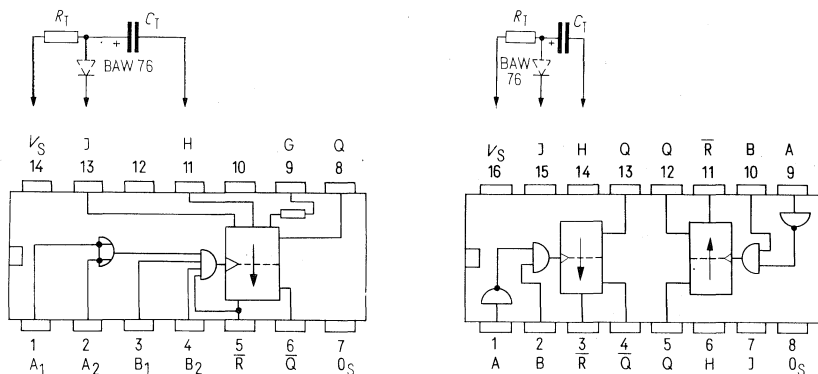 R_T C_T
+
BAW 76
V_S J H G Q
14 13 12 11 10 9 8
1 2 3 4 5 6 7
A_1 A_2 B_1 B_2 R̅ Q̅ 0_S
R_T C_T
+
BAW
76
V_S J H Q Q R̅ B A
16 15 14 13 12 11 10 9
1 2 3 4 5 6 7 8
A B R̅ Q̅ Q H J 0_S